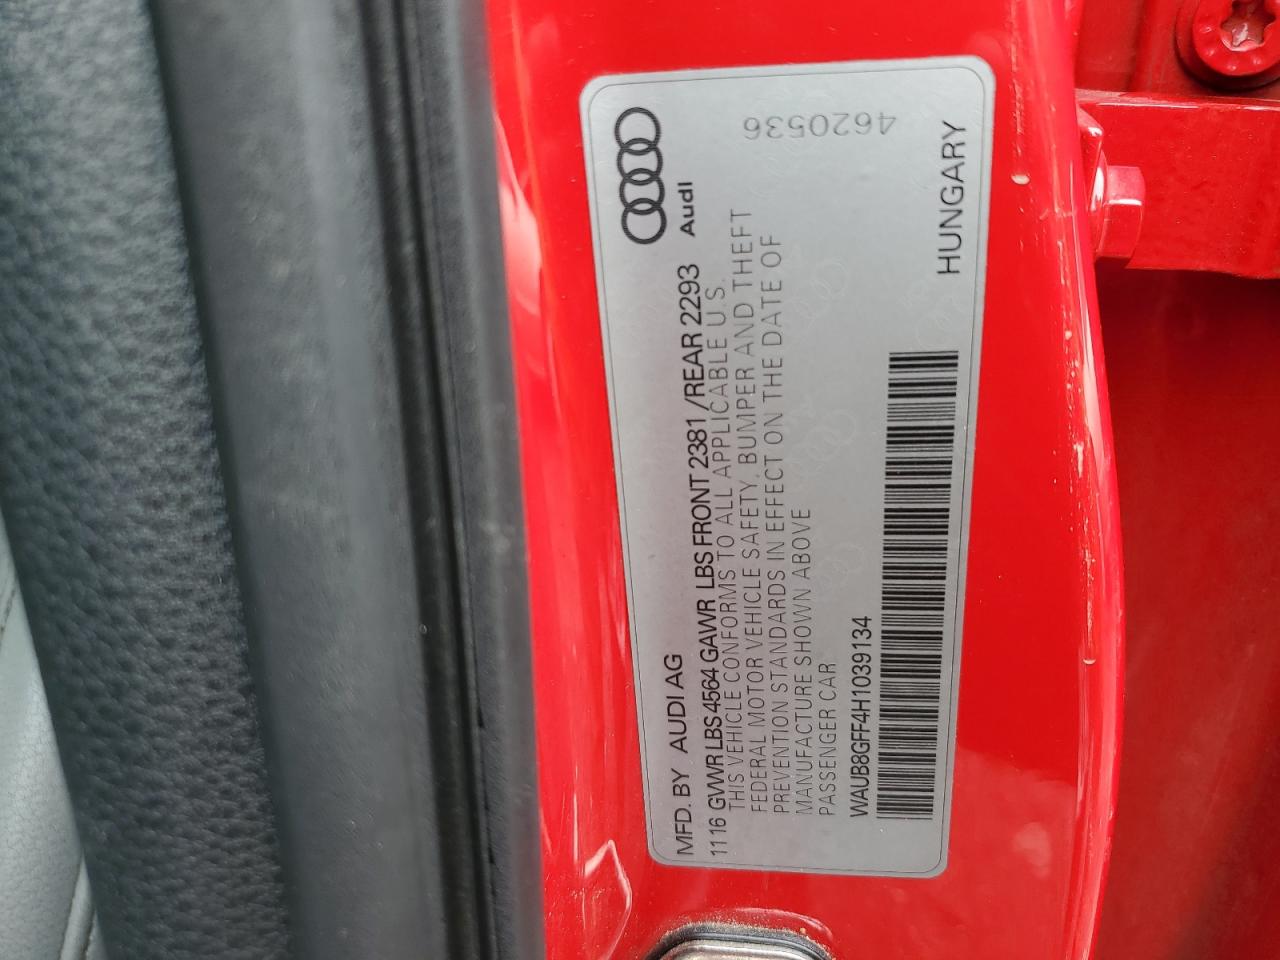 MFD. BY AUDI AG
Audi
11 16 GVWR LBS 4564 GAWR LBS FRONT 2381 /REAR 2293
THIS VEHICLE CONFORMS TO ALL APPLICABLE U.S.
FEDERAL MOTOR VEHICLE SAFETY, BUMPER AND THEFT
PREVENTION STANDARDS IN EFFECT ON THE DATE OF
MANUFACTURE SHOWN ABOVE
PASSENGER CAR
WAUB8GFF4H1039134
HUNGARY
4620536